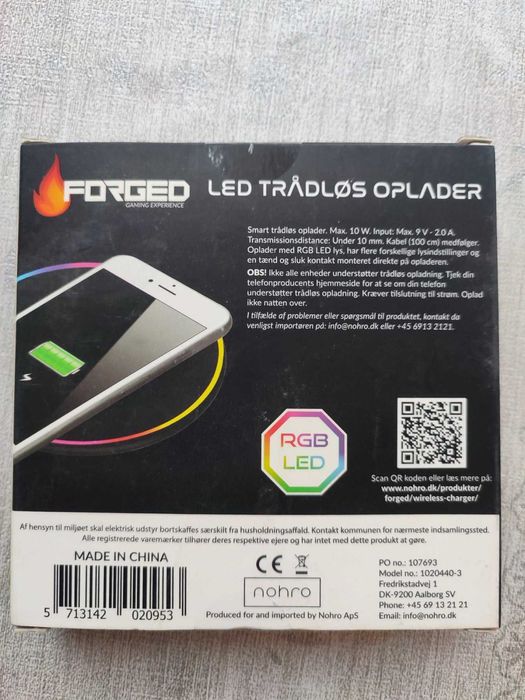 FORGED
GAMING EXPERIENCE
LED TRÅDLØS OPLADER
Smart trådløs oplader. Max. 10 W. Input: Max. 9 V - 2.0 A.
Transmissionsdistance: Under 10 mm. Kabel (100 cm) medfølger.
Oplader med RGB LED lys, har flere forskellige lysindstillinger og
en tænd og sluk kontakt monteret direkte på opladeren.
OBS! Ikke alle enheder understøtter trådløs opladning. Tjek din
telefonproducents hjemmeside for at se om din telefon
understøtter trådløs opladning. Kræver tilslutning til strøm. Oplad
ikke natten over.
I tilfælde af problemer eller spørgsmål til produktet, kontakt da
venligst importøren på: info@nohro.dk eller +45 6913 2121.
RGB
LED
Scan QR koden eller læs mere på:
www.nohro.dk/produkter/
forged/wireless-charger/
Af hensyn til miljøet skal elektrisk udstyr bortskaffes særskilt fra husholdningsaffald. Kontakt kommunen for nærmeste indsamlingssted.
Alle registrerede varemærker tilhører deres respektive ejere og har intet med dette produkt at gøre.
MADE IN CHINA
5 713142 020953
CE
nohro
Produced for and imported by Nohro ApS
PO no.: 107693
Model no.: 1020440-3
Fredrikstadvej 1
DK-9200 Aalborg SV
Phone: +45 69 13 21 21
Email: info@nohro.dk